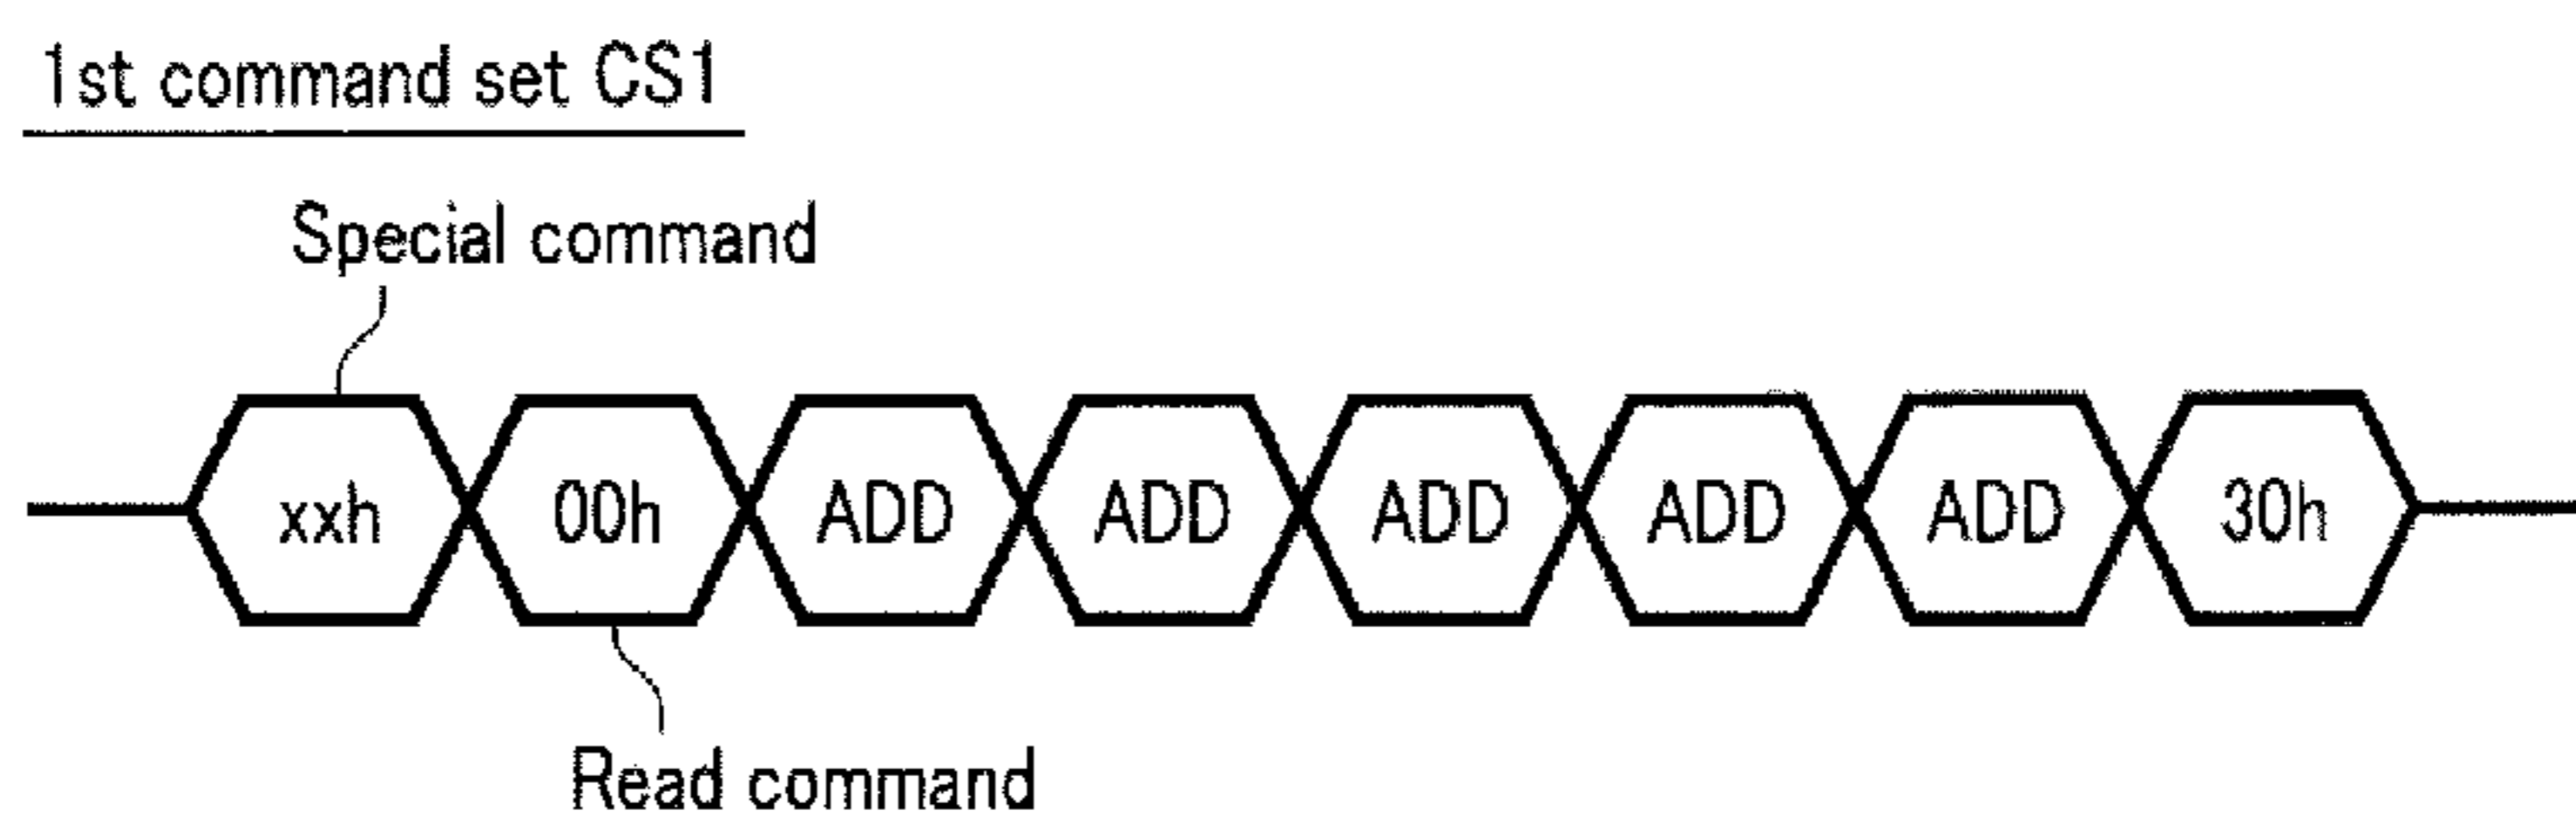 1st command set CS1
Special command
xxh 00h ADD ADD ADD ADD ADD 30h
Read command